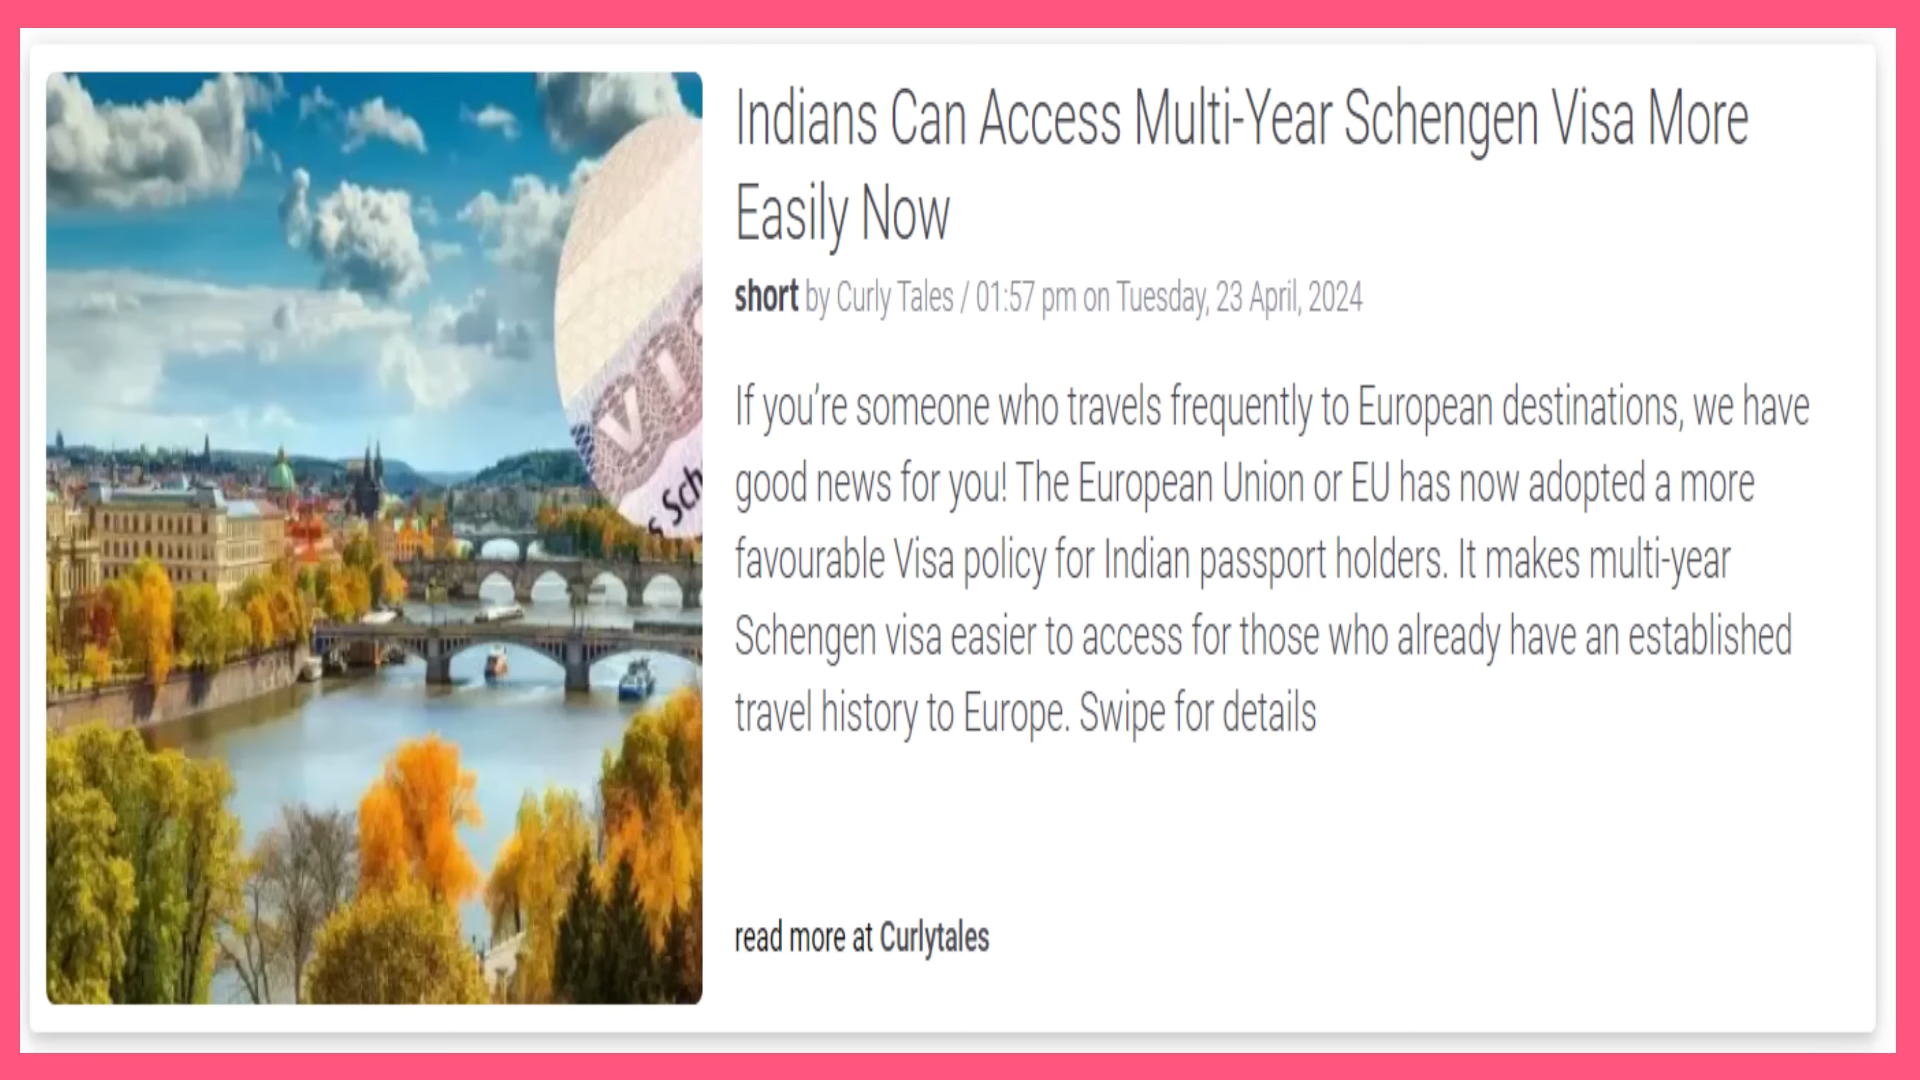 Indians Can Access Multi-Year Schengen Visa More
Easily Now
short by Curly Tales / 01:57 pm on Tuesday, 23 April, 2024
If you’re someone who travels frequently to European destinations, we have
good news for you! The European Union or EU has now adopted a more
favourable Visa policy for Indian passport holders. It makes multi-year
Schengen visa easier to access for those who already have an established
travel history to Europe. Swipe for details
read more at Curlytales